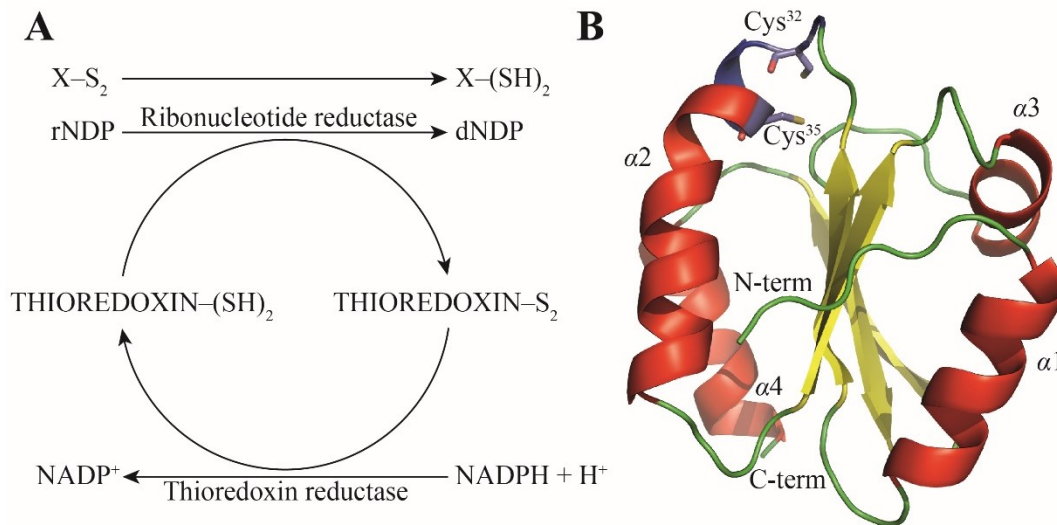 A
X–S₂
X–(SH)₂
Ribonucleotide reductase
rNDP
dNDP
THIOREDOXIN–(SH)₂
THIOREDOXIN–S₂
NADP⁺
NADPH + H⁺
Thioredoxin reductase
B
Cys³²
Cys³⁵
α3
α2
N-term
α1
α4
C-term